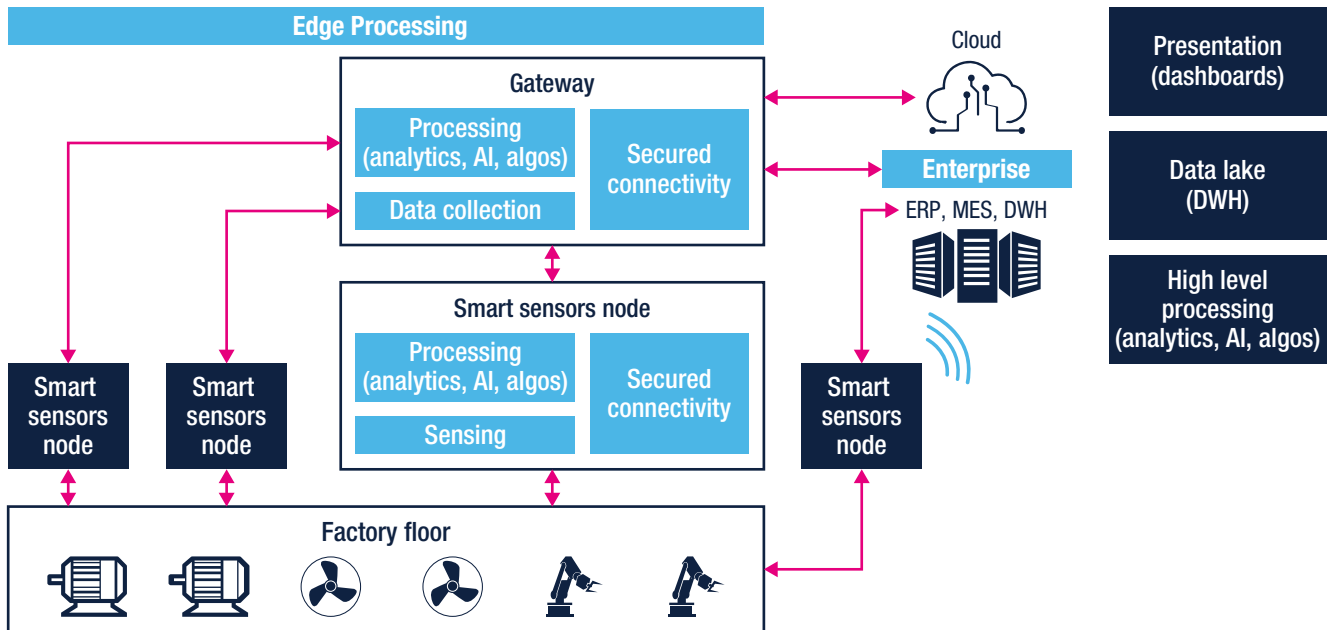 Edge Processing
Gateway
Processing
(analytics, AI, algos)
Data collection
Secured
connectivity
Cloud
Enterprise
ERP, MES, DWH
Presentation
(dashboards)
Data lake
(DWH)
High level
processing
(analytics, AI, algos)
Smart sensors node
Processing
(analytics, AI, algos)
Sensing
Secured
connectivity
Smart
sensors
node
Smart
sensors
node
Smart
sensors
node
Factory floor